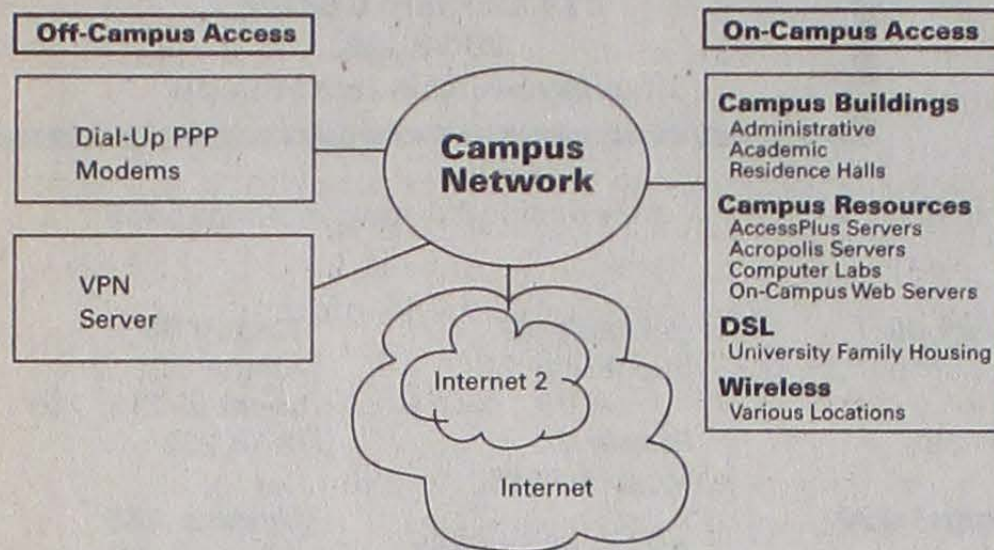 Off-Campus Access
Dial-Up PPP
Modems
VPN
Server
Campus
Network
Internet 2
Internet
On-Campus Access
Campus Buildings
Administrative
Academic
Residence Halls
Campus Resources
AccessPlus Servers
Acropolis Servers
Computer Labs
On-Campus Web Servers
DSL
University Family Housing
Wireless
Various Locations